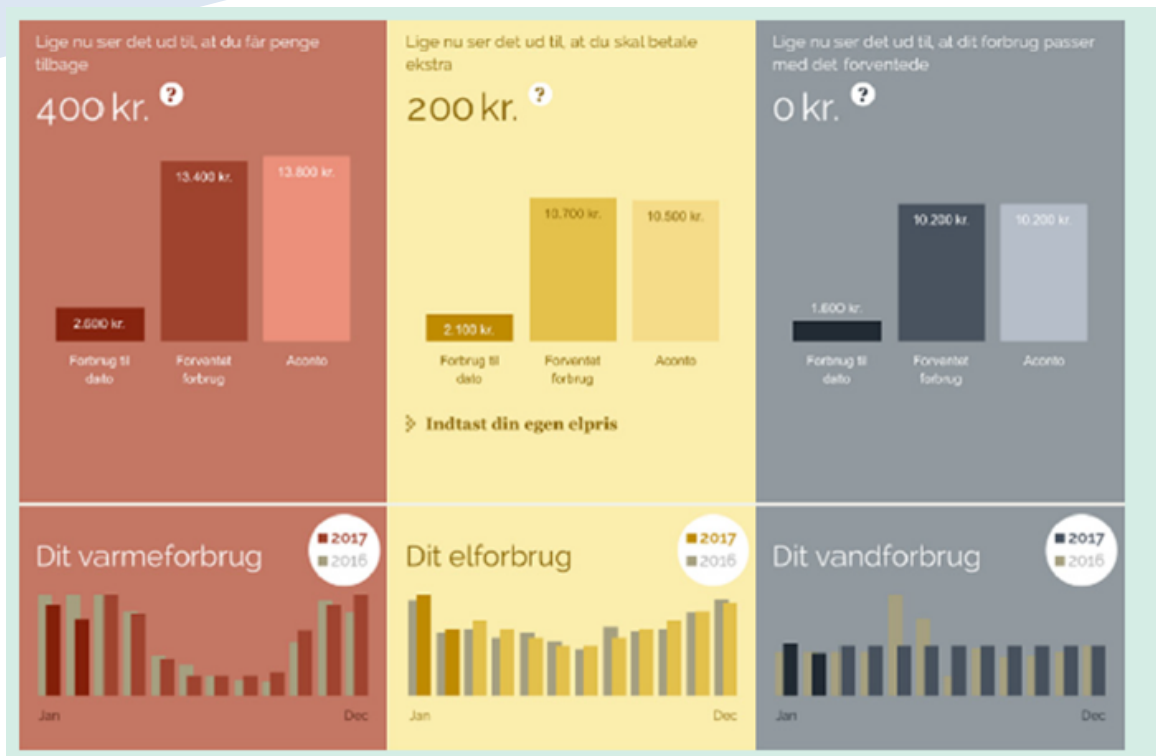 Lige nu ser det ud til, at du får penge
tilbage
400 kr. ?
13.400 kr.
13.800 kr.
2.600 kr.
Forbrug til
dato
Forventet
forbrug
Aconto
Lige nu ser det ud til, at du skal betale
ekstra
200 kr. ?
10.700 kr.
10.500 kr.
2.100 kr.
Forbrug til
dato
Forventet
forbrug
Aconto
Indtast din egen elpris
Lige nu ser det ud til, at dit forbrug passer
med det forventede
0 kr. ?
10.200 kr.
10.200 kr.
1.600 kr.
Forbrug til
dato
Forventet
forbrug
Aconto
Dit varmeforbrug
2017
2016
Jan
Dec
Dit elforbrug
2017
2016
Jan
Dec
Dit vandforbrug
2017
2016
Jan
Dec